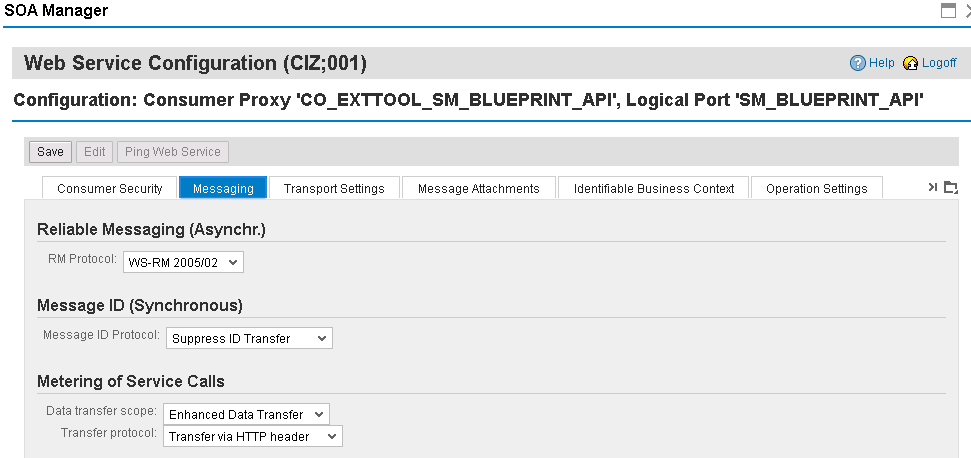 SOA Manager
Web Service Configuration (CIZ;001)
Help Logoff
Configuration: Consumer Proxy 'CO_EXTTOOL_SM_BLUEPRINT_API', Logical Port 'SM_BLUEPRINT_API'
Save Edit Ping Web Service
Consumer Security Messaging Transport Settings Message Attachments Identifiable Business Context Operation Settings
Reliable Messaging (Asynchr.)
RM Protocol: WS-RM 2005/02
Message ID (Synchronous)
Message ID Protocol: Suppress ID Transfer
Metering of Service Calls
Data transfer scope: Enhanced Data Transfer
Transfer protocol: Transfer via HTTP header